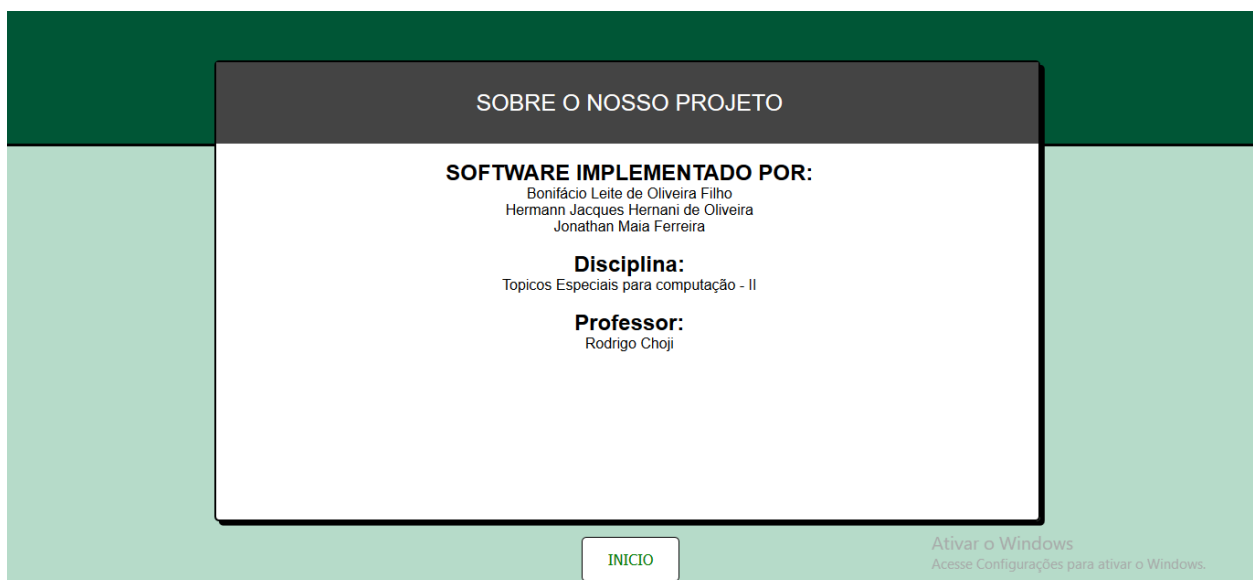 SOBRE O NOSSO PROJETO
SOFTWARE IMPLEMENTADO POR:
Bonifácio Leite de Oliveira Filho
Hermann Jacques Hernani de Oliveira
Jonathan Maia Ferreira
Disciplina:
Topicos Especiais para computação - II
Professor:
Rodrigo Choji
INICIO
Ativar o Windows
Acesse Configurações para ativar o Windows.